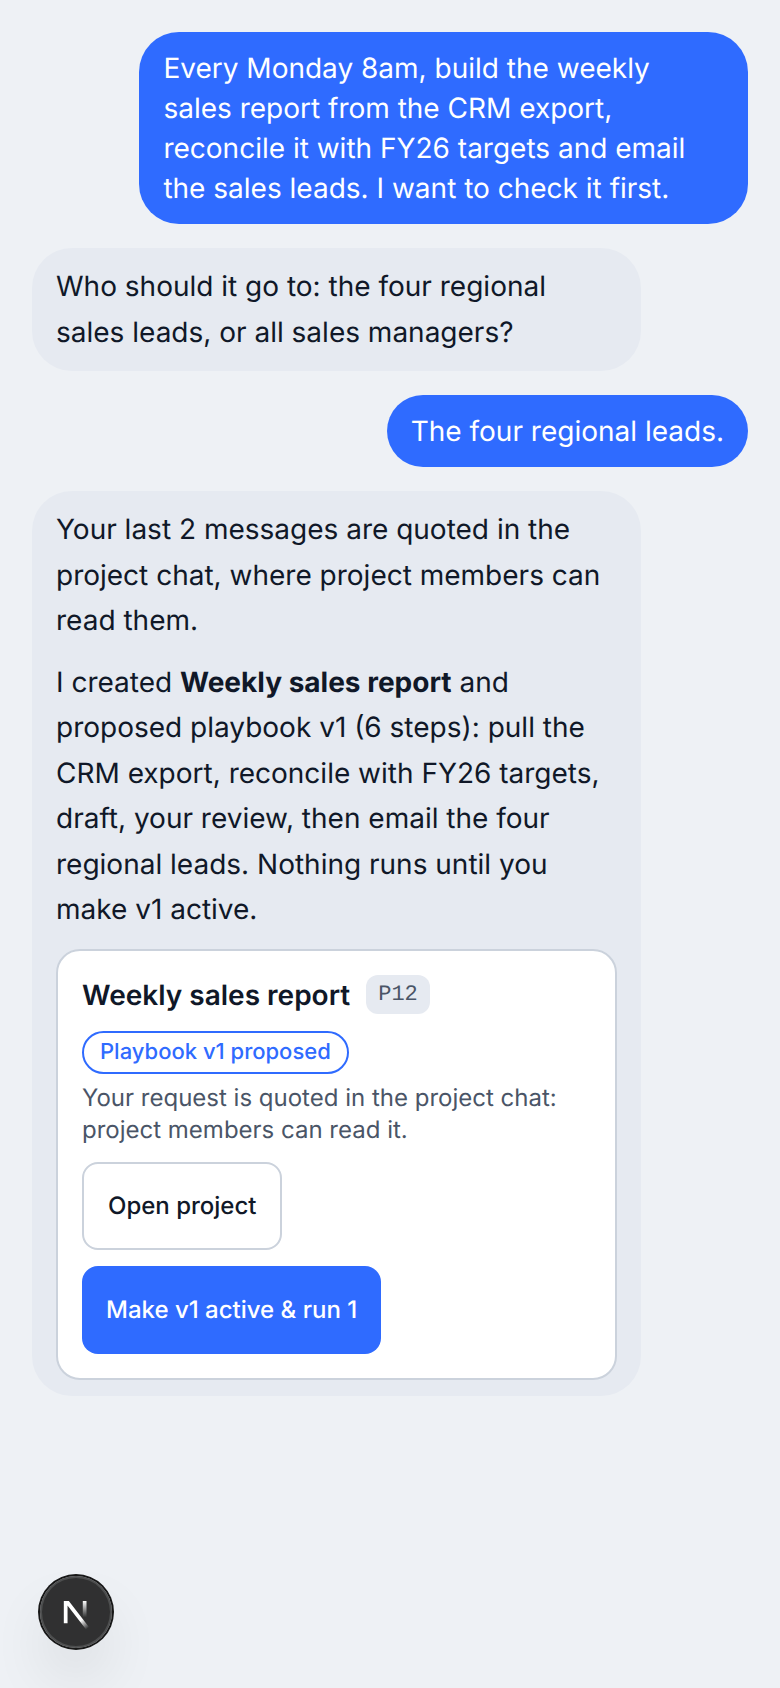 Every Monday 8am, build the weekly
sales report from the CRM export,
reconcile it with FY26 targets and email
the sales leads. I want to check it first.
Who should it go to: the four regional
sales leads, or all sales managers?
The four regional leads.
Your last 2 messages are quoted in the
project chat, where project members can
read them.
I created Weekly sales report and
proposed playbook v1 (6 steps): pull the
CRM export, reconcile with FY26 targets,
draft, your review, then email the four
regional leads. Nothing runs until you
make v1 active.
Weekly sales report P12
Playbook v1 proposed
Your request is quoted in the project chat:
project members can read it.
Open project
Make v1 active & run 1
N